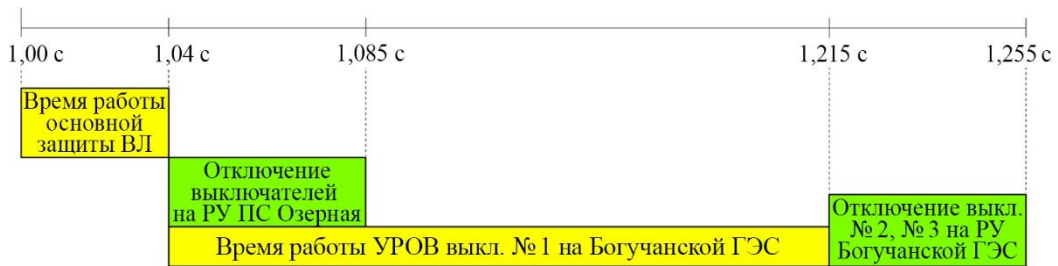 1,00 с 1,04 с 1,085 с 1,215 с 1,255 с
Время работы
основной
защиты ВЛ
Отключение
выключателей
на РУ ПС Озерная
Время работы УРОВ выкл. № 1 на Богучанской ГЭС
Отключение выкл.
№ 2, № 3 на РУ
Богучанской ГЭС